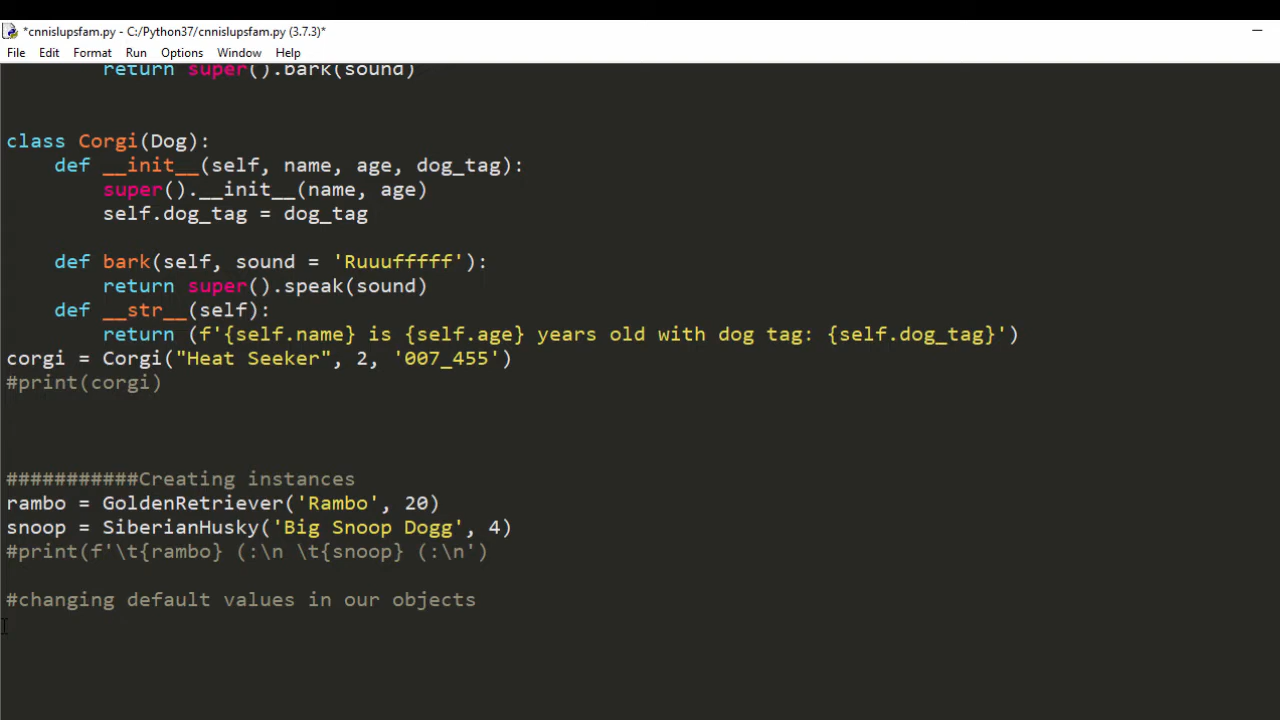 *cnnislupsfam.py - C:/Python37/cnnislupsfam.py (3.7.3)*
File Edit Format Run Options Window Help
        return super().bark(sound)
class Corgi(Dog):
    def __init__(self, name, age, dog_tag):
        super().__init__(name, age)
        self.dog_tag = dog_tag
    def bark(self, sound = 'Ruuufffff'):
        return super().speak(sound)
    def __str__(self):
        return (f'{self.name} is {self.age} years old with dog tag: {self.dog_tag}')
corgi = Corgi("Heat Seeker", 2, '007_455')
#print(corgi)
###########Creating instances
rambo = GoldenRetriever('Rambo', 20)
snoop = SiberianHusky('Big Snoop Dogg', 4)
#print(f'\t{rambo} (:\n \t{snoop} (:\n')
#changing default values in our objects